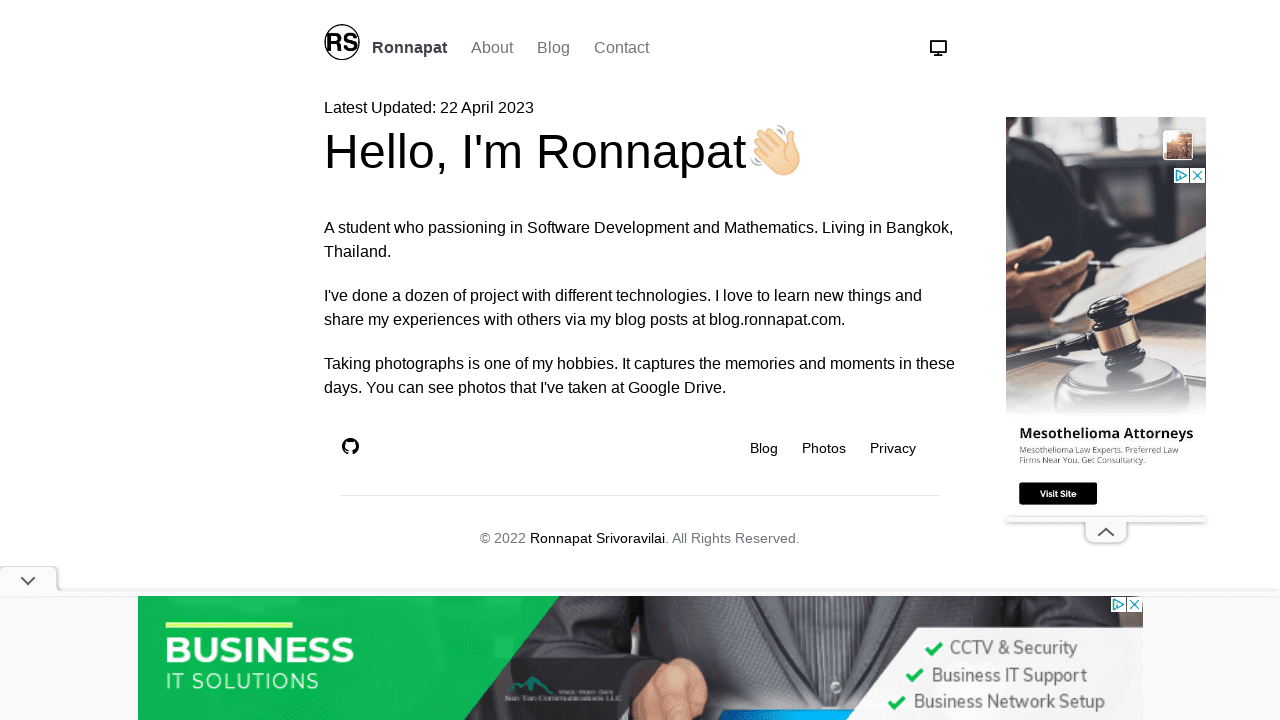 RS
Ronnapat About Blog Contact
Latest Updated: 22 April 2023
Hello, I'm Ronnapat
A student who passioning in Software Development and Mathematics. Living in Bangkok,
Thailand.
I've done a dozen of project with different technologies. I love to learn new things and
share my experiences with others via my blog posts at blog.ronnapat.com.
Taking photographs is one of my hobbies. It captures the memories and moments in these
days. You can see photos that I've taken at Google Drive.
Blog Photos Privacy
© 2022 Ronnapat Srivoravilai. All Rights Reserved.
Mesothelioma Attorneys
Mesothelioma Law Experts. Preferred Law
Firms Near You. Get Consultancy.
Visit Site
BUSINESS
IT SOLUTIONS
San Tan Communications LLC
CCTV & Security
Business IT Support
Business Network Setup